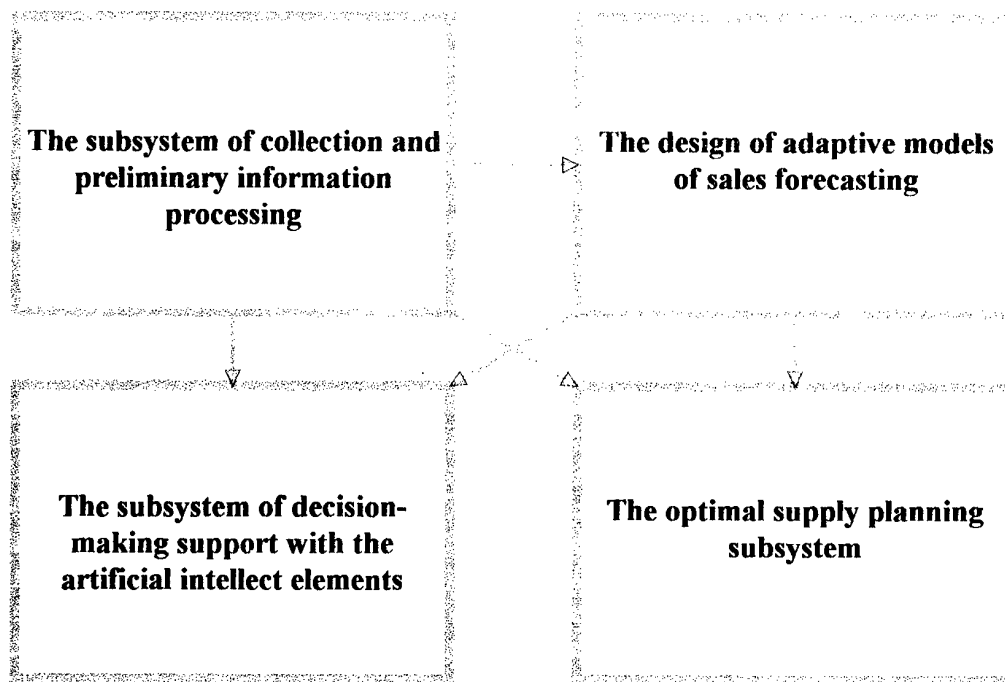 The subsystem of collection and
preliminary information
processing
The design of adaptive models
of sales forecasting
The subsystem of decision-
making support with the
artificial intellect elements
The optimal supply planning
subsystem